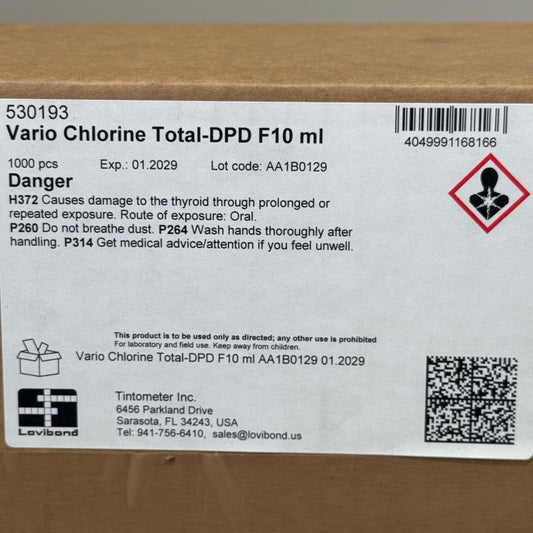 530193
Vario Chlorine Total-DPD F10 ml
4049991168166
1000 pcs Exp.: 01.2029 Lot code: AA1B0129
Danger
H372 Causes damage to the thyroid through prolonged or
repeated exposure. Route of exposure: Oral.
P260 Do not breathe dust. P264 Wash hands thoroughly after
handling. P314 Get medical advice/attention if you feel unwell.
This product is to be used only as directed; any other use is prohibited
For laboratory and field use. Keep away from children.
Vario Chlorine Total-DPD F10 ml AA1B0129 01.2029
Lovibond
Tintometer Inc.
6456 Parkland Drive
Sarasota, FL 34243, USA
Tel: 941-756-6410, sales@lovibond.us